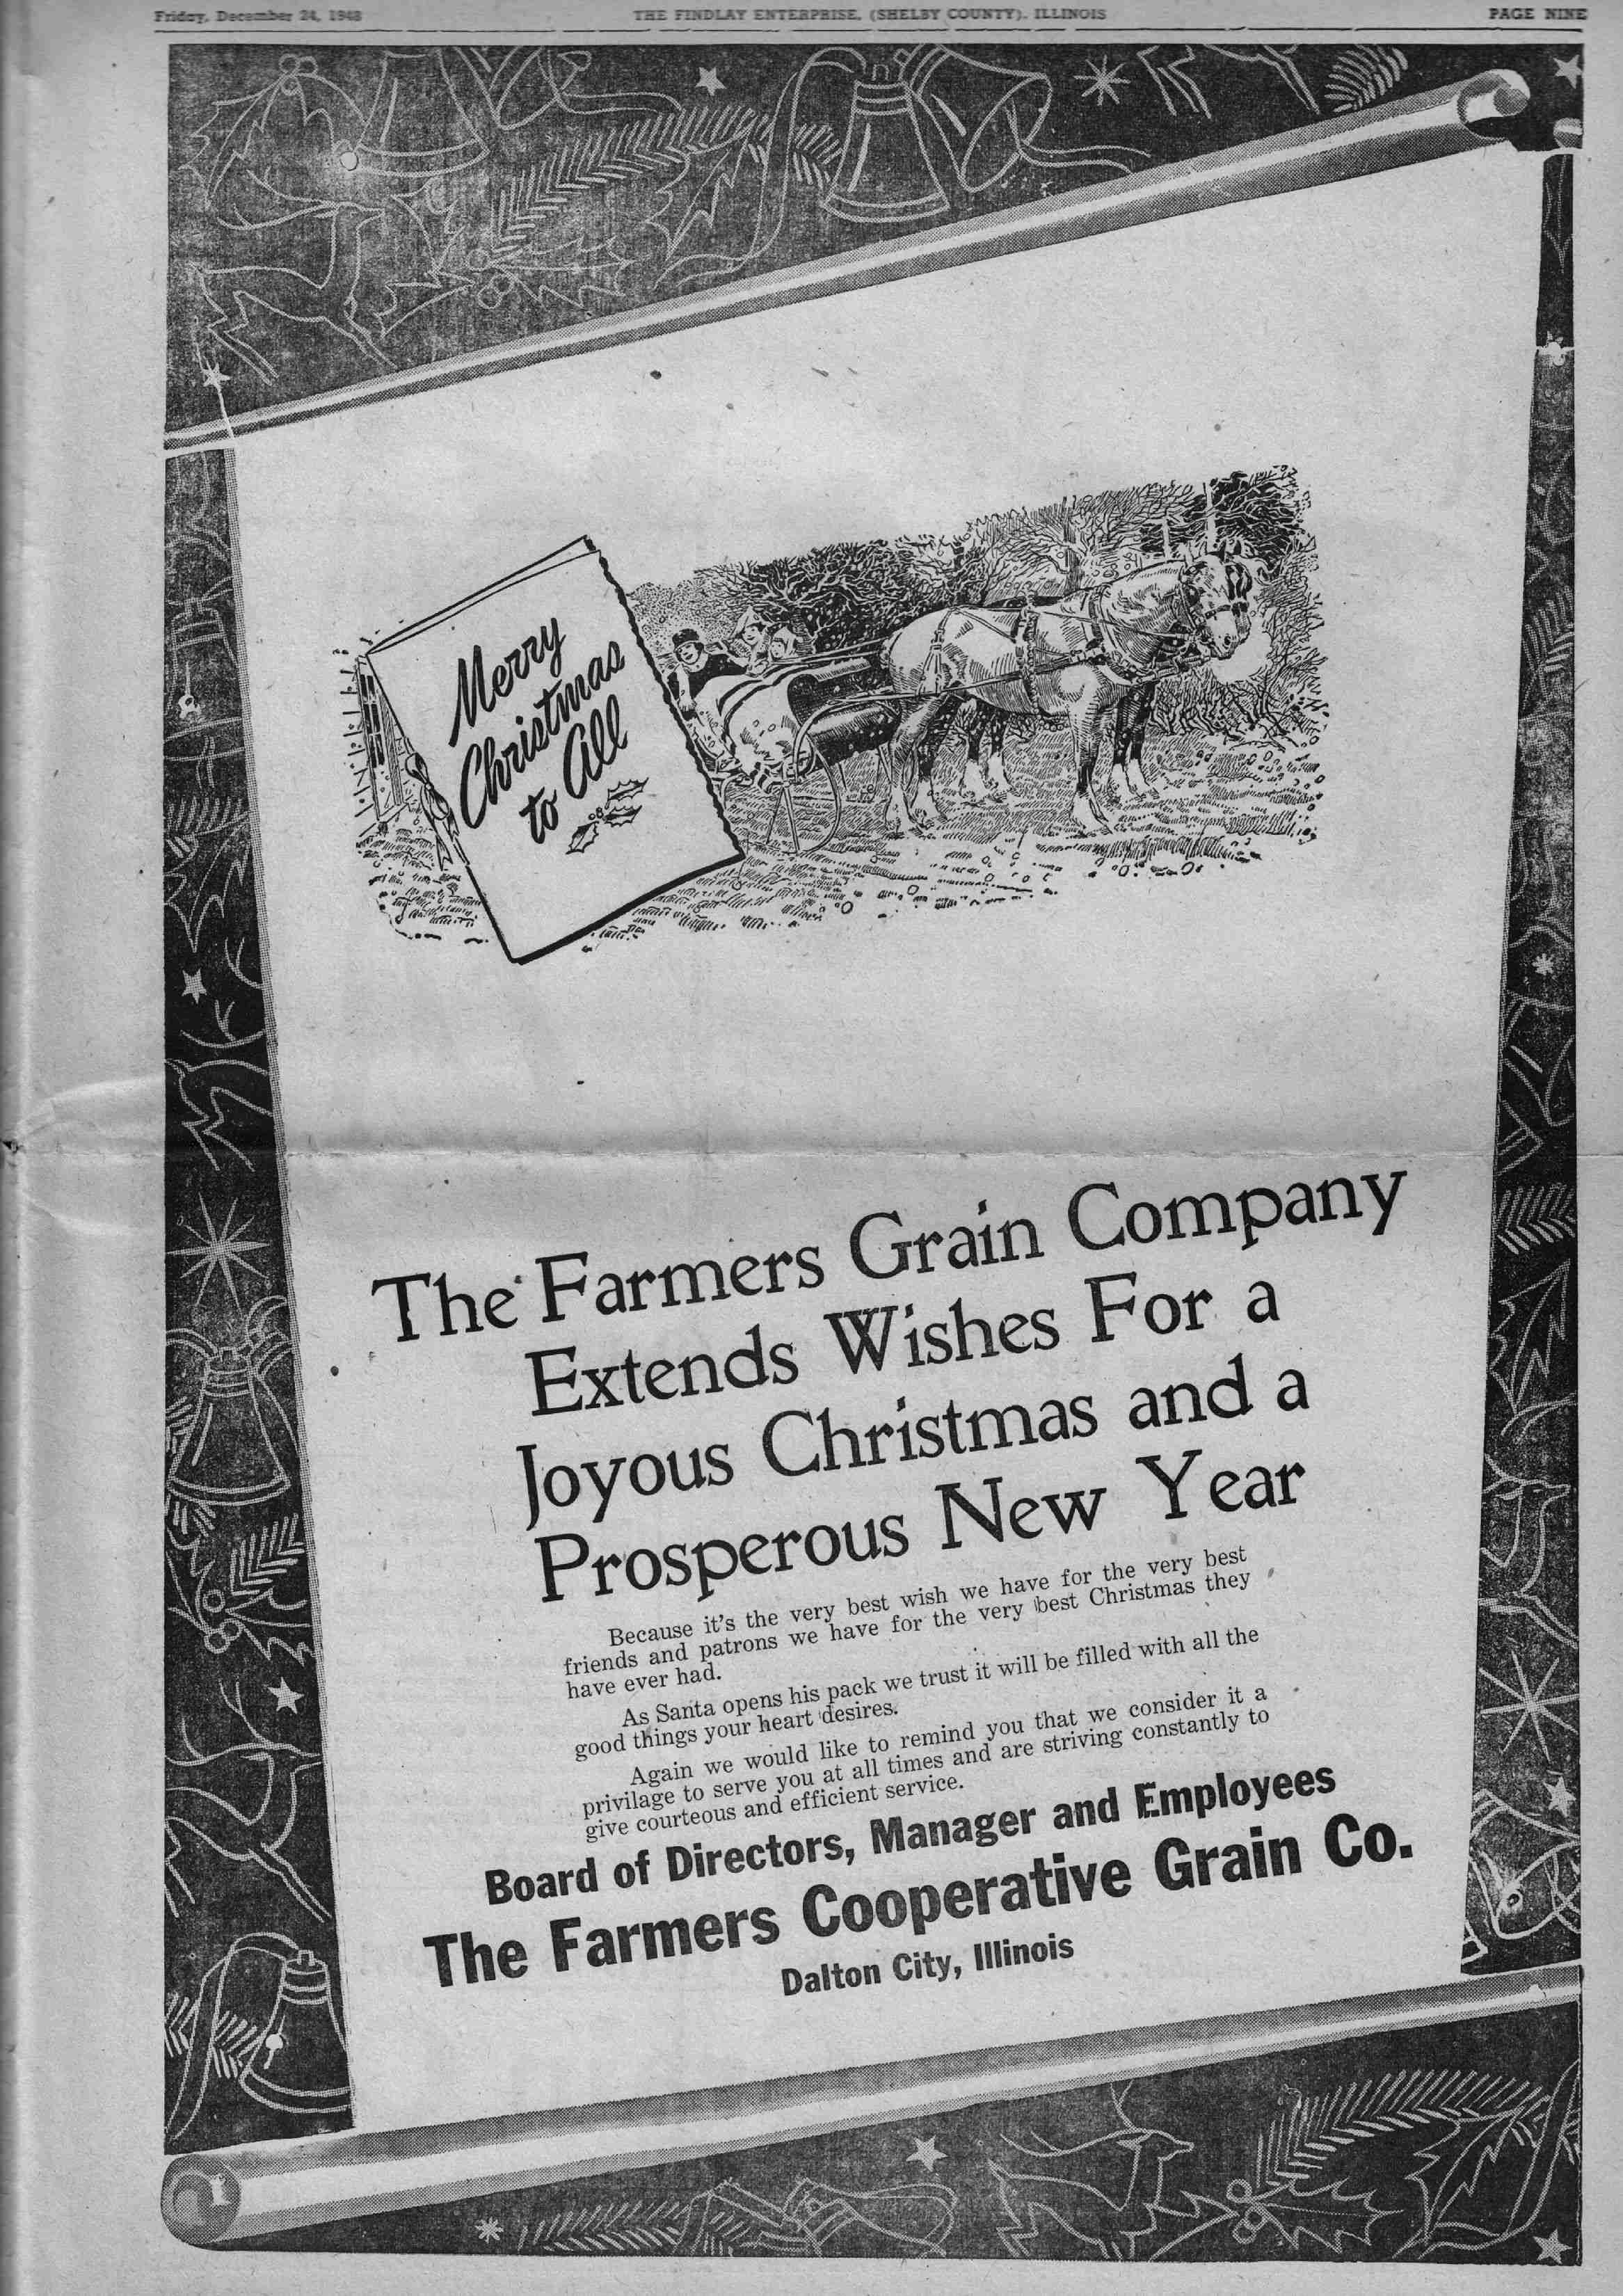 Friday, December 24, 1948
THE FINDLAY ENTERPRISE, (SHELBY COUNTY), ILLINOIS
PAGE NINE
Merry
Christmas
to All
The Farmers Grain Company
Extends Wishes For a
Joyous Christmas and a
Prosperous New Year
Because it's the very best wish we have for the very best
friends and patrons we have for the very best Christmas they
have ever had.
As Santa opens his pack we trust it will be filled with all the
good things your heart desires.
Again we would like to remind you that we consider it a
privilage to serve you at all times and are striving constantly to
give courteous and efficient service.
Board of Directors, Manager and Employees
The Farmers Cooperative Grain Co.
Dalton City, Illinois